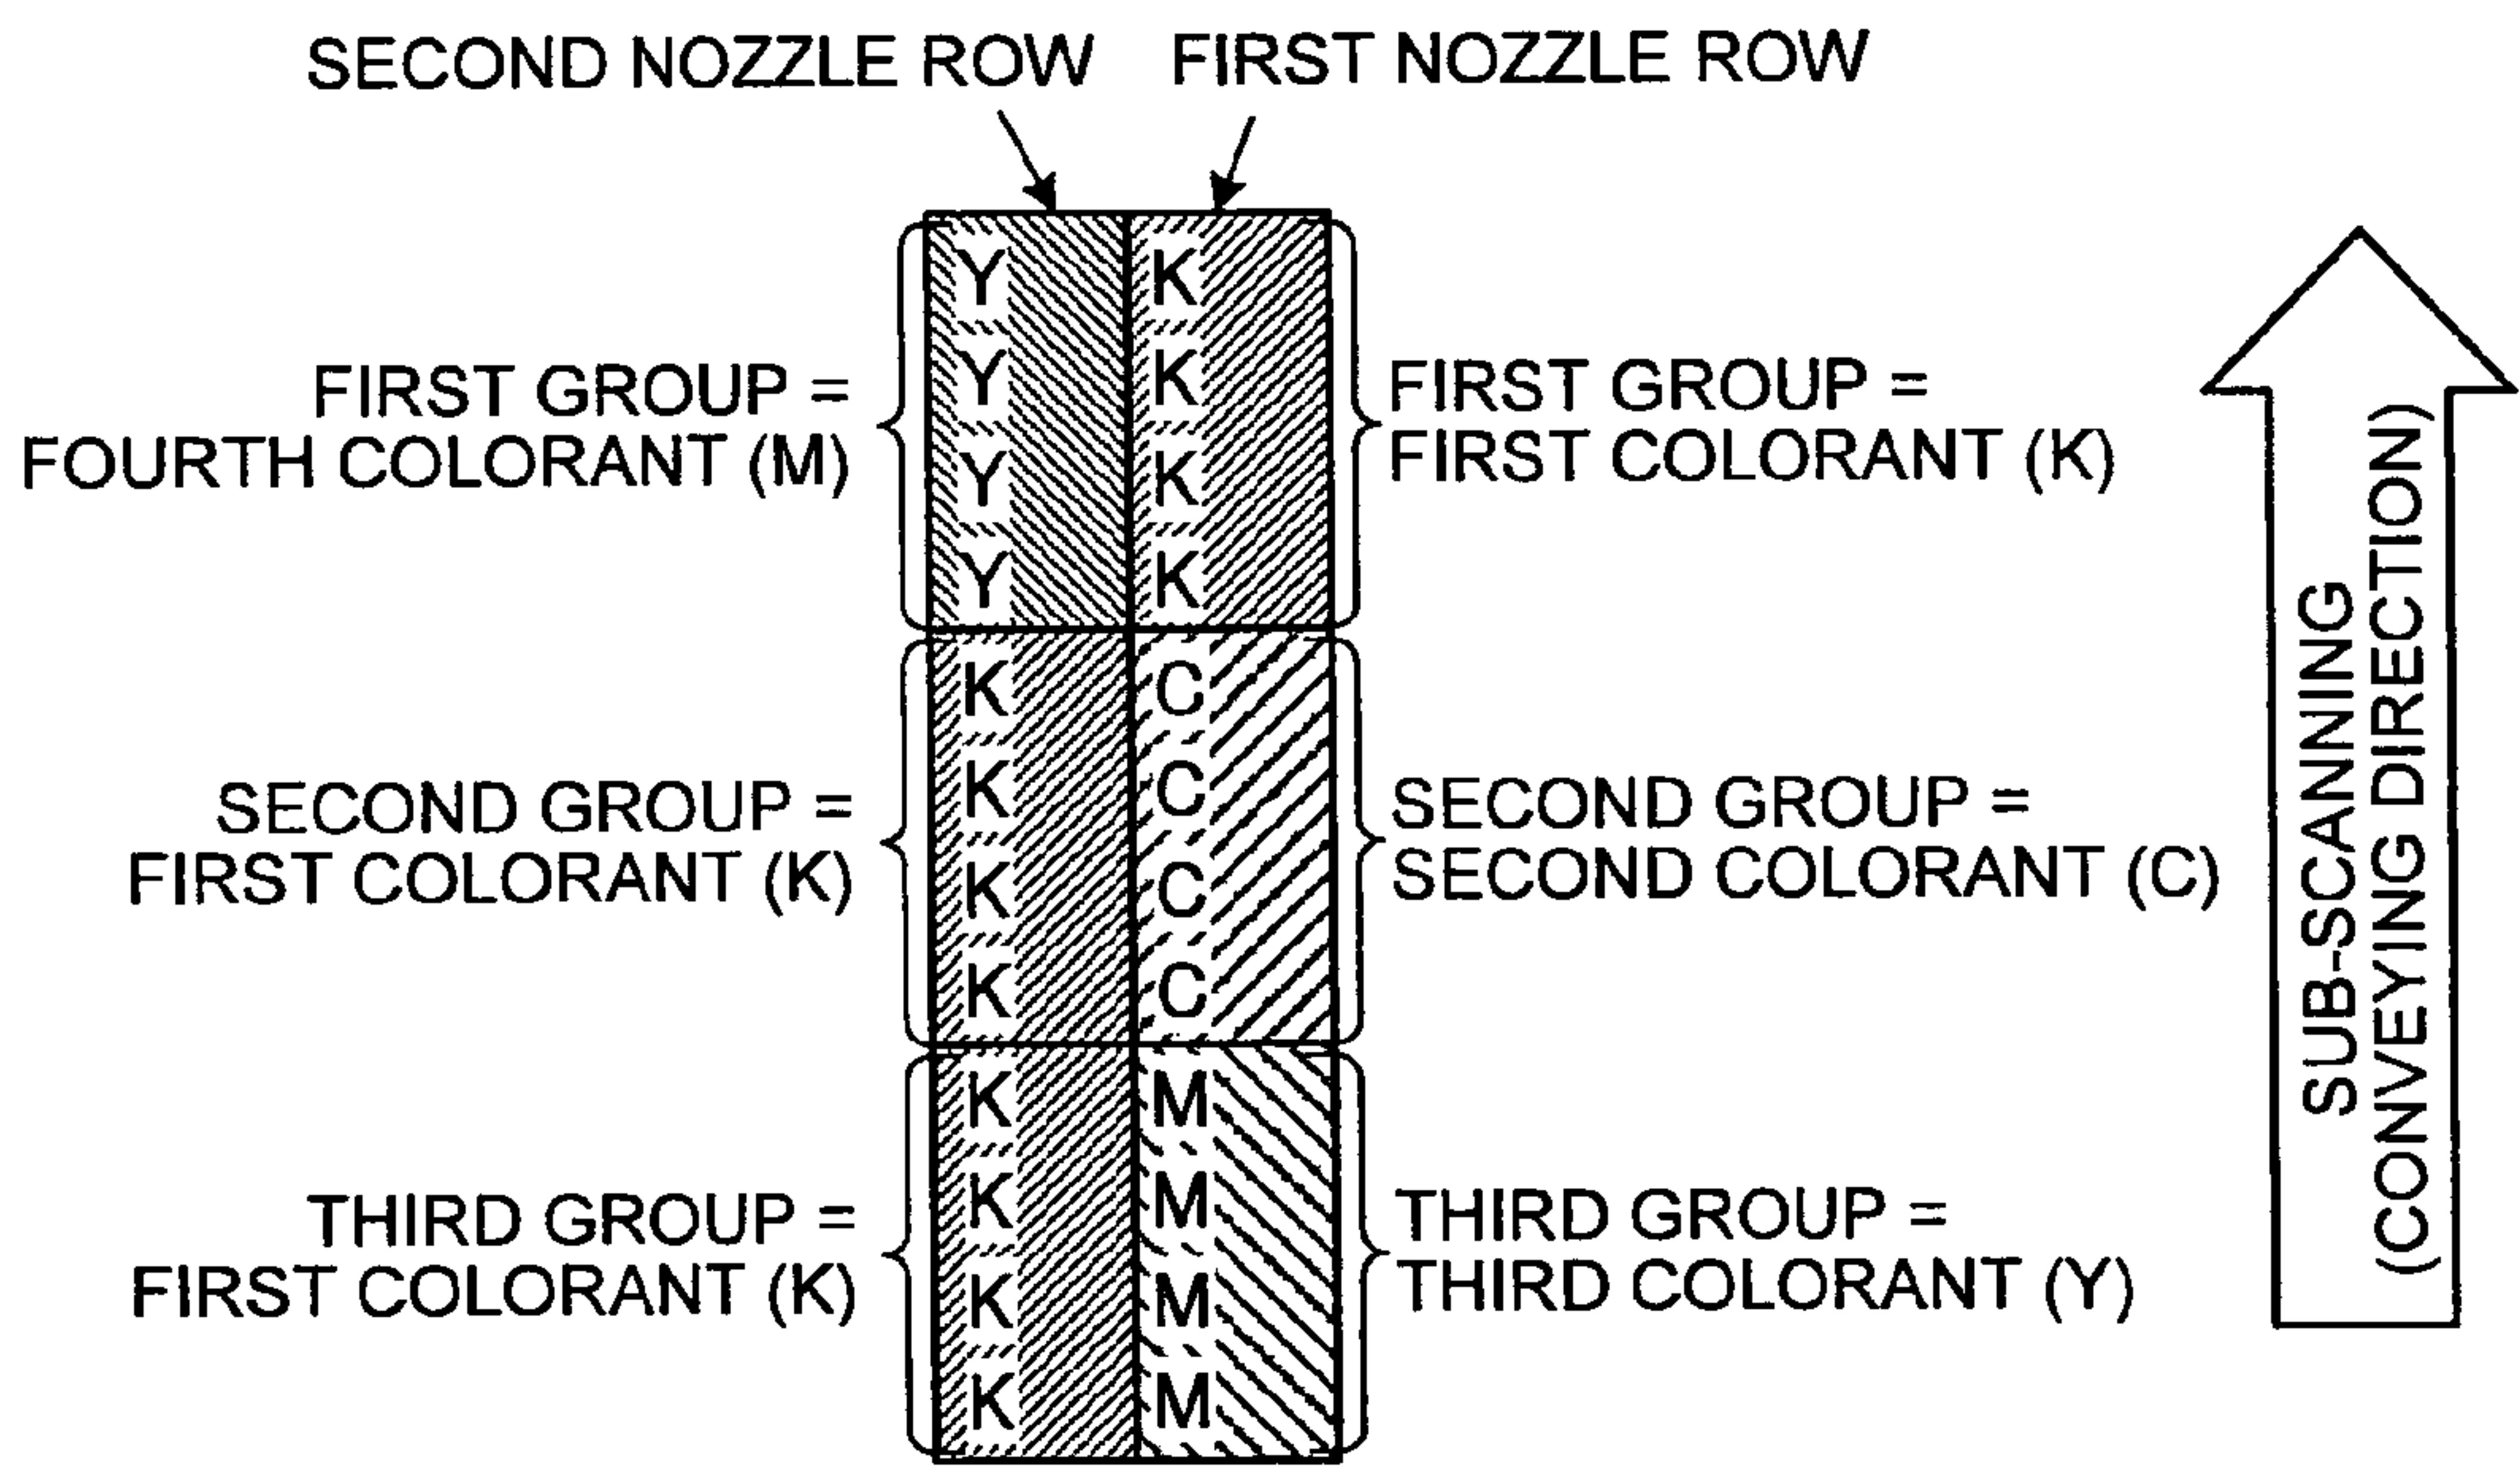 SECOND NOZZLE ROW FIRST NOZZLE ROW
FIRST GROUP =
FOURTH COLORANT (M)
SECOND GROUP =
FIRST COLORANT (K)
THIRD GROUP =
FIRST COLORANT (K)
Y K
Y K
Y K
Y K
K C
K C
K C
K C
K M
K M
K M
K M
FIRST GROUP =
FIRST COLORANT (K)
SECOND GROUP =
SECOND COLORANT (C)
THIRD GROUP =
THIRD COLORANT (Y)
SUB-SCANNING
(CONVEYING DIRECTION)